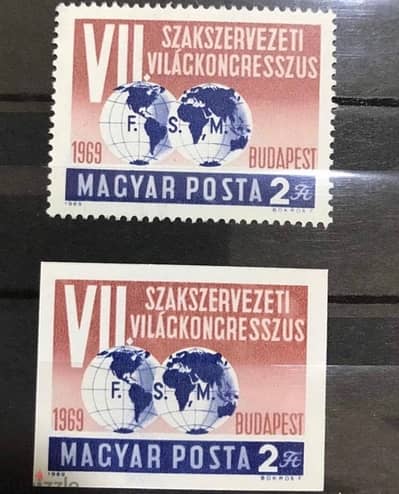 VII. SZAKSZERVEZETI
VILÁGKONGRESSZUS
F. S. M.
1969 BUDAPEST
MAGYAR POSTA 2 Ft
1969 BOKROS F.
VII. SZAKSZERVEZETI
VILÁGKONGRESSZUS
F. S. M.
1969 BUDAPEST
MAGYAR POSTA 2 Ft
1969 BOKROS F.